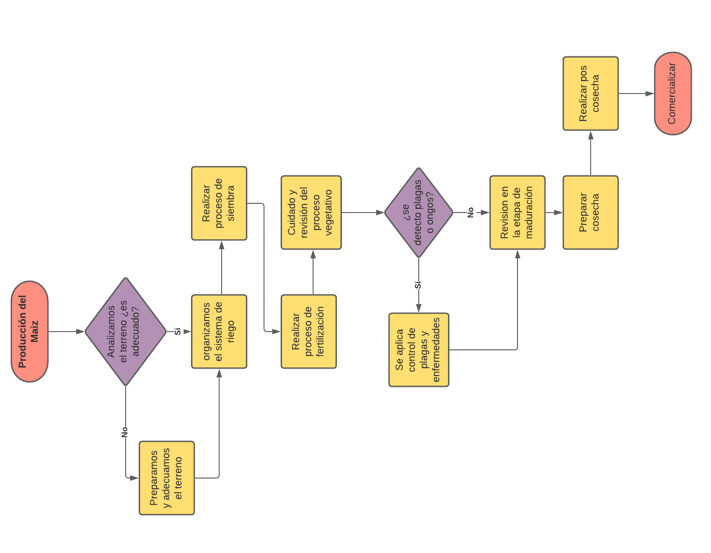 Producción del
Maiz
Analizamos
el terreno ¿es
adecuado?
No
Si
Preparamos
y adecuamos
el terreno
organizamos
el sistema de
riego
Realizar
proceso de
siembra
Realizar
proceso de
fertilización
Cuidado y
revisión del
proceso
vegetativo
¿se
detecto plagas
o ongos?
Si
No
Se aplica
control de
plagas y
enfermedades
Revision en
la etapa de
maduración
Preparar
cosecha
Realizar pos
cosecha
Comercializar